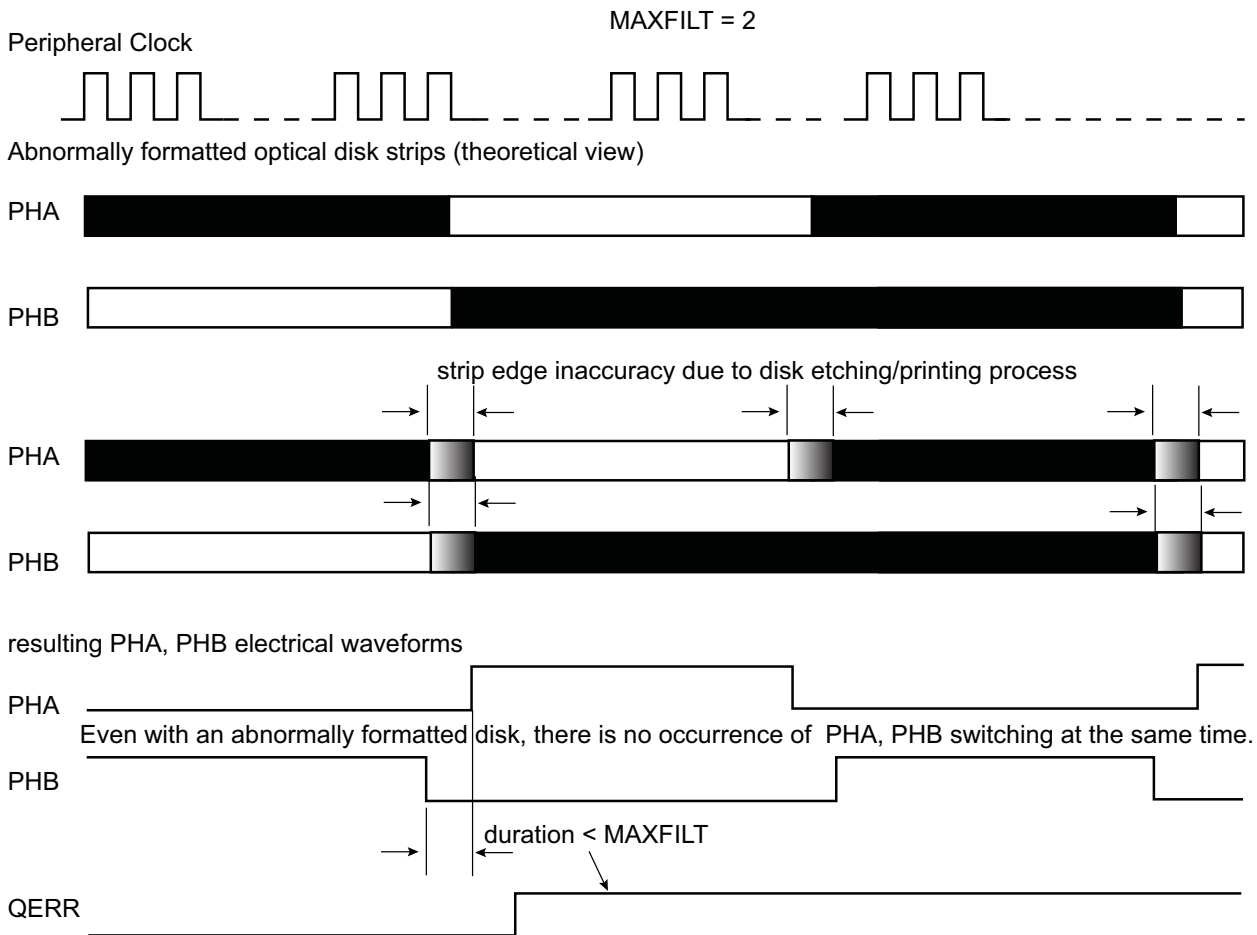 MAXFILT = 2
Peripheral Clock
Abnormally formatted optical disk strips (theoretical view)
PHA
PHB
strip edge inaccuracy due to disk etching/printing process
PHA
PHB
resulting PHA, PHB electrical waveforms
PHA
Even with an abnormally formatted disk, there is no occurrence of PHA, PHB switching at the same time.
PHB
duration < MAXFILT
QERR